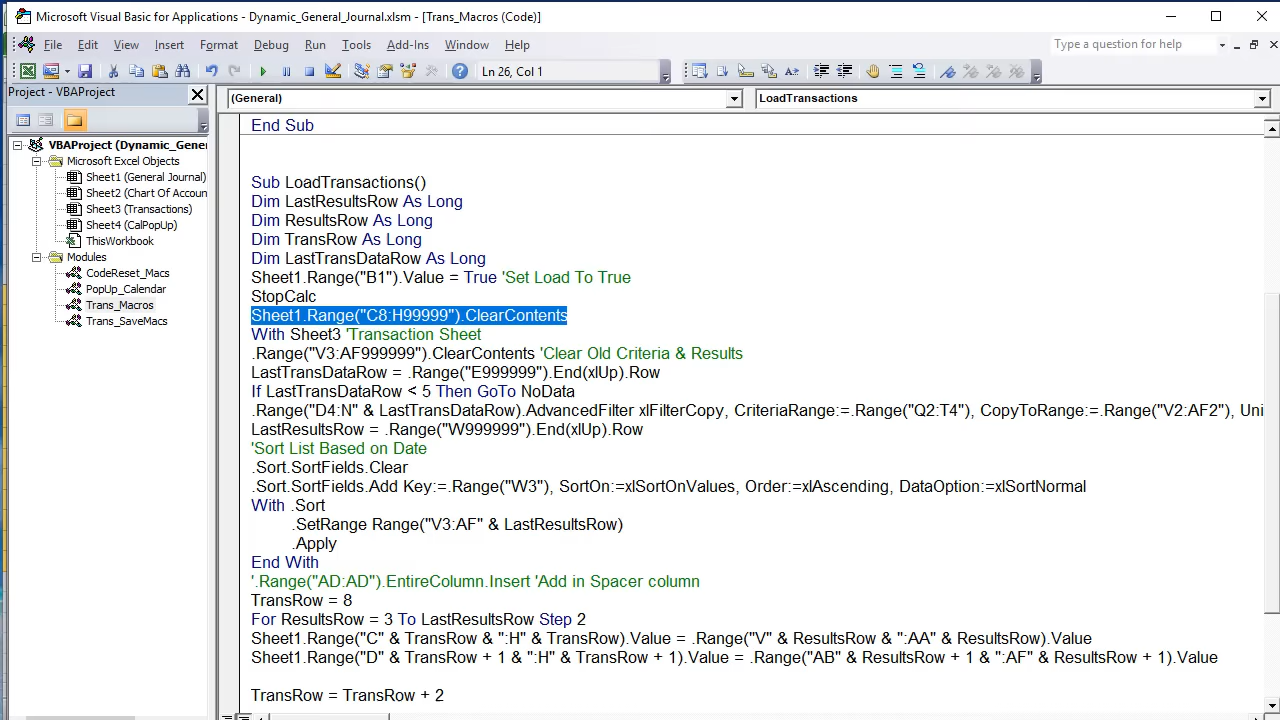 Microsoft Visual Basic for Applications - Dynamic_General_Journal.xlsm - [Trans_Macros (Code)]
File Edit View Insert Format Debug Run Tools Add-Ins Window Help
Type a question for help
Ln 26, Col 1
Project - VBAProject
(General)
LoadTransactions
VBAProject (Dynamic_Gene
Microsoft Excel Objects
Sheet1 (General Journal)
Sheet2 (Chart Of Accoun
Sheet3 (Transactions)
Sheet4 (CalPopUp)
ThisWorkbook
Modules
CodeReset_Macs
PopUp_Calendar
Trans_Macros
Trans_SaveMacs
End Sub
Sub LoadTransactions()
Dim LastResultsRow As Long
Dim ResultsRow As Long
Dim TransRow As Long
Dim LastTransDataRow As Long
Sheet1.Range("B1").Value = True 'Set Load To True
StopCalc
Sheet1.Range("C8:H99999").ClearContents
With Sheet3 'Transaction Sheet
.Range("V3:AF999999").ClearContents 'Clear Old Criteria & Results
LastTransDataRow = .Range("E999999").End(xlUp).Row
If LastTransDataRow < 5 Then GoTo NoData
.Range("D4:N" & LastTransDataRow).AdvancedFilter xlFilterCopy, CriteriaRange:=.Range("Q2:T4"), CopyToRange:=.Range("V2:AF2"), Uni
LastResultsRow = .Range("W999999").End(xlUp).Row
'Sort List Based on Date
.Sort.SortFields.Clear
.Sort.SortFields.Add Key:=.Range("W3"), SortOn:=xlSortOnValues, Order:=xlAscending, DataOption:=xlSortNormal
With .Sort
.SetRange Range("V3:AF" & LastResultsRow)
.Apply
End With
'.Range("AD:AD").EntireColumn.Insert 'Add in Spacer column
TransRow = 8
For ResultsRow = 3 To LastResultsRow Step 2
Sheet1.Range("C" & TransRow & ":H" & TransRow).Value = .Range("V" & ResultsRow & ":AA" & ResultsRow).Value
Sheet1.Range("D" & TransRow + 1 & ":H" & TransRow + 1).Value = .Range("AB" & ResultsRow + 1 & ":AF" & ResultsRow + 1).Value
TransRow = TransRow + 2